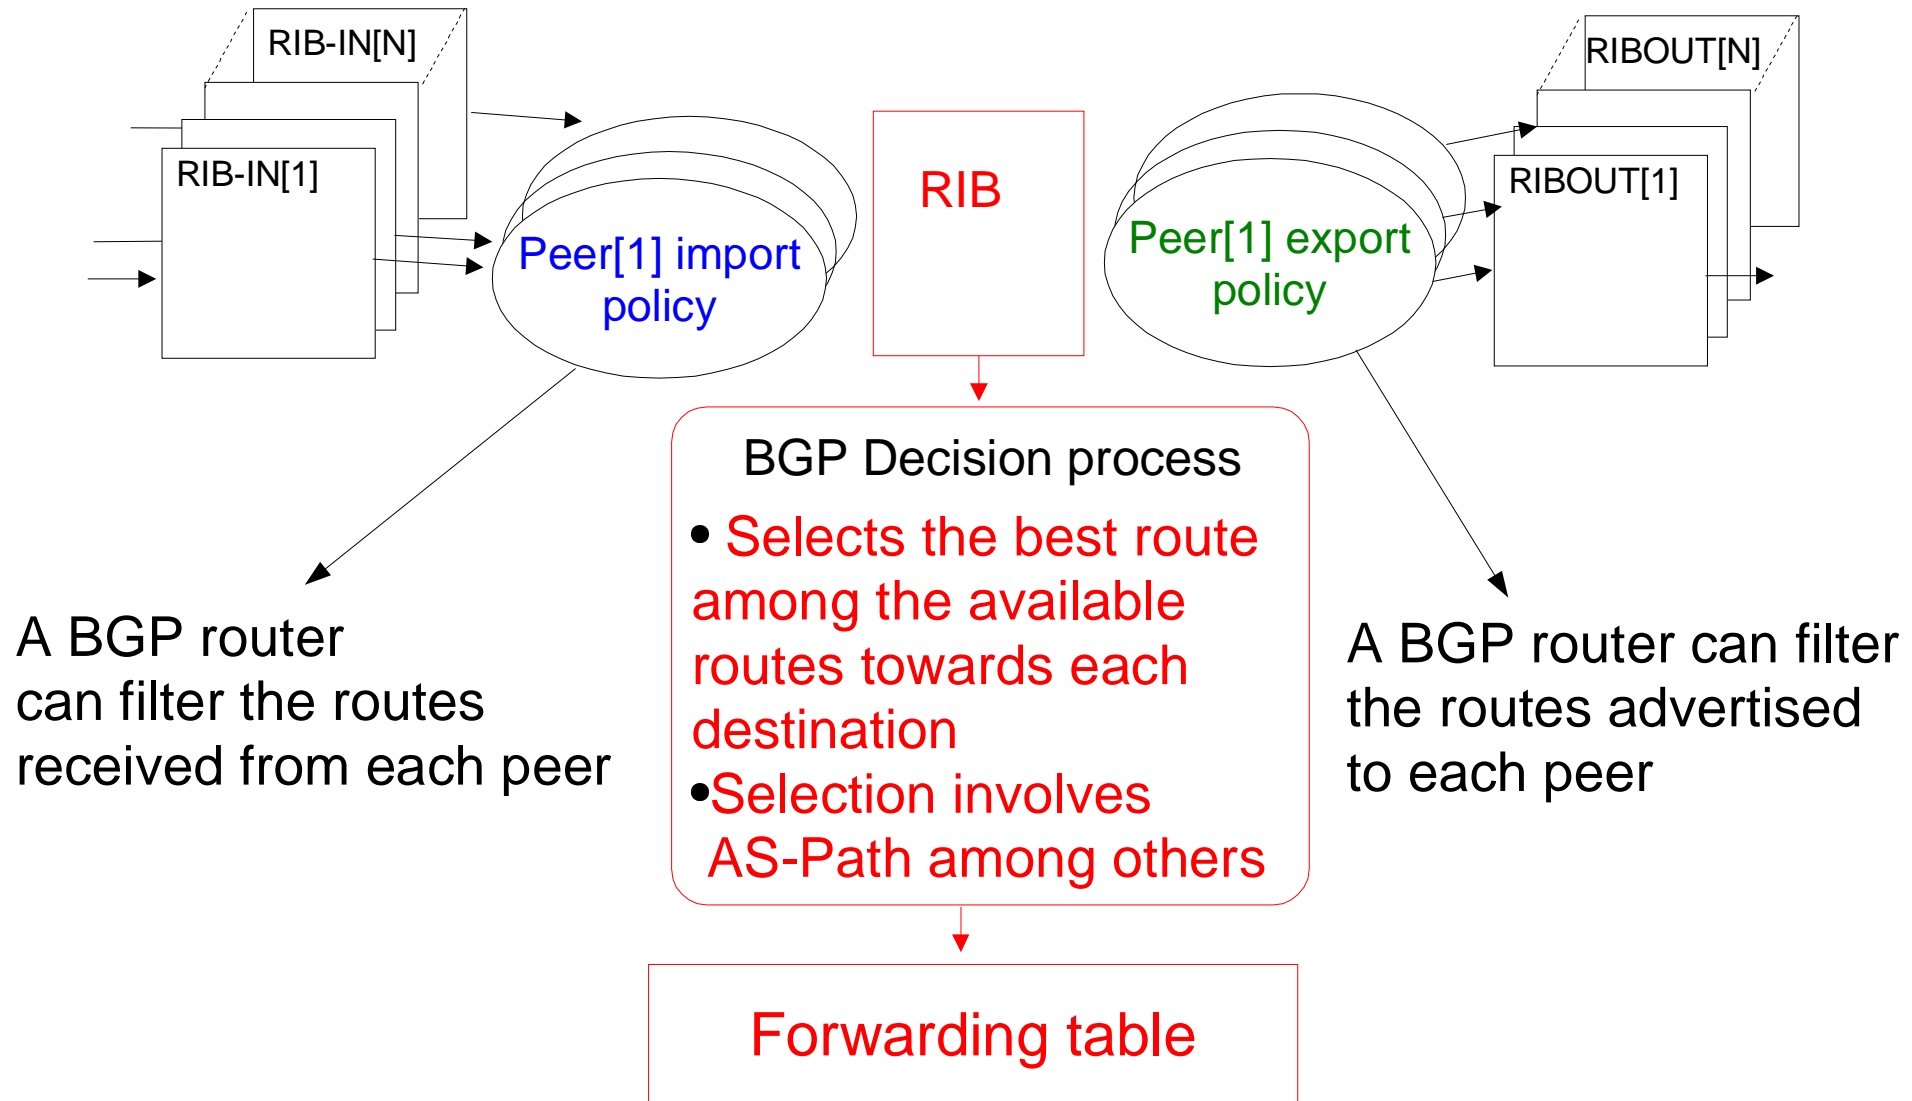 RIB-IN[N]
RIBOUT[N]
RIB-IN[1]
RIB
RIBOUT[1]
Peer[1] import
policy
Peer[1] export
policy
BGP Decision process
• Selects the best route
among the available
routes towards each
destination
•Selection involves
AS-Path among others
A BGP router
can filter the routes
received from each peer
A BGP router can filter
the routes advertised
to each peer
Forwarding table